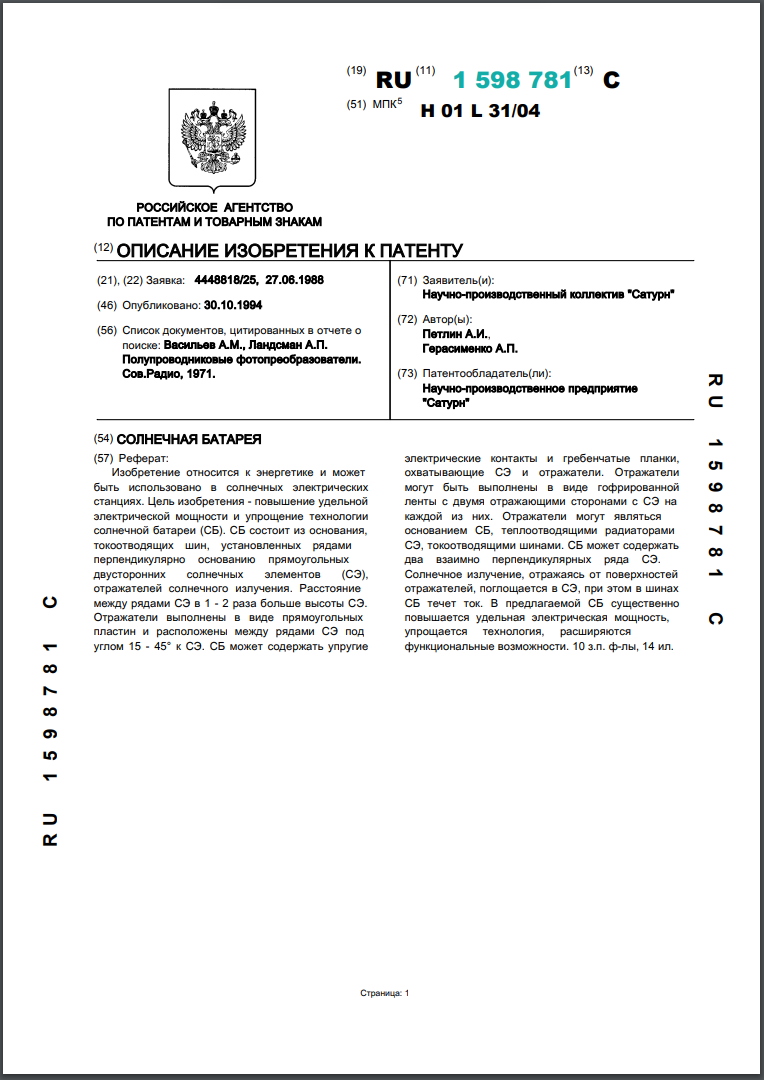 (19) RU (11) 1 598 781 (13) C
(51) МПК5 H 01 L 31/04
РОССИЙСКОЕ АГЕНТСТВО
ПО ПАТЕНТАМ И ТОВАРНЫМ ЗНАКАМ
(12) ОПИСАНИЕ ИЗОБРЕТЕНИЯ К ПАТЕНТУ
(21), (22) Заявка: 4448818/25, 27.06.1988
(46) Опубликовано: 30.10.1994
(56) Список документов, цитированных в отчете о
поиске: Васильев А.М., Ландсман А.П.
Полупроводниковые фотопреобразователи.
Сов.Радио, 1971.
(71) Заявитель(и):
Научно-производственный коллектив "Сатурн"
(72) Автор(ы):
Петлин А.И.,
Герасименко А.П.
(73) Патентообладатель(ли):
Научно-производственное предприятие
"Сатурн"
(54) СОЛНЕЧНАЯ БАТАРЕЯ
(57) Реферат:
Изобретение относится к энергетике и может
быть использовано в солнечных электрических
станциях. Цель изобретения - повышение удельной
электрической мощности и упрощение технологии
солнечной батареи (СБ). СБ состоит из основания,
токоотводящих шин, установленных рядами
перпендикулярно основанию прямоугольных
двусторонних солнечных элементов (СЭ),
отражателей солнечного излучения. Расстояние
между рядами СЭ в 1 - 2 раза больше высоты СЭ.
Отражатели выполнены в виде прямоугольных
пластин и расположены между рядами СЭ под
углом 15 - 45° к СЭ. СБ может содержать упругие
электрические контакты и гребенчатые планки,
охватывающие СЭ и отражатели. Отражатели
могут быть выполнены в виде гофрированной
ленты с двумя отражающими сторонами с СЭ на
каждой из них. Отражатели могут являться
основанием СБ, теплоотводящими радиаторами
СЭ, токоотводящими шинами. СБ может содержать
два взаимно перпендикулярных ряда СЭ.
Солнечное излучение, отражаясь от поверхностей
отражателей, поглощается в СЭ, при этом в шинах
СБ течет ток. В предлагаемой СБ существенно
повышается удельная электрическая мощность,
упрощается технология, расширяются
функциональные возможности. 10 з.п. ф-лы, 14 ил.
RU 1598781 C
RU 1598781 C
Страница: 1